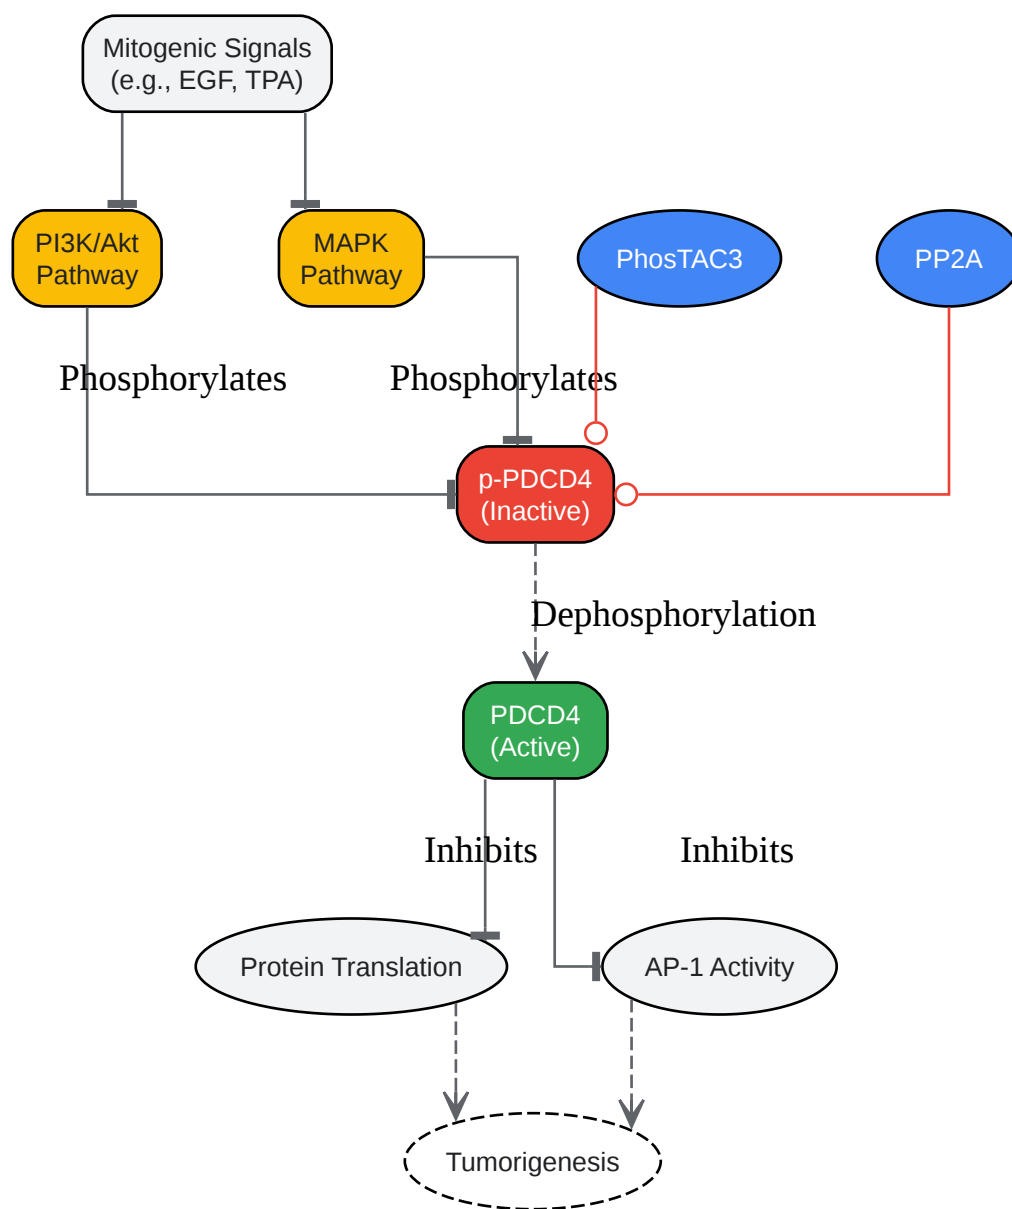 Mitogenic Signals
(e.g., EGF, TPA)
PI3K/Akt
Pathway
MAPK
Pathway
PhosTAC3
PP2A
Phosphorylates
Phosphorylates
p-PDCD4
(Inactive)
Dephosphorylation
PDCD4
(Active)
Inhibits
Inhibits
Protein Translation
AP-1 Activity
Tumorigenesis